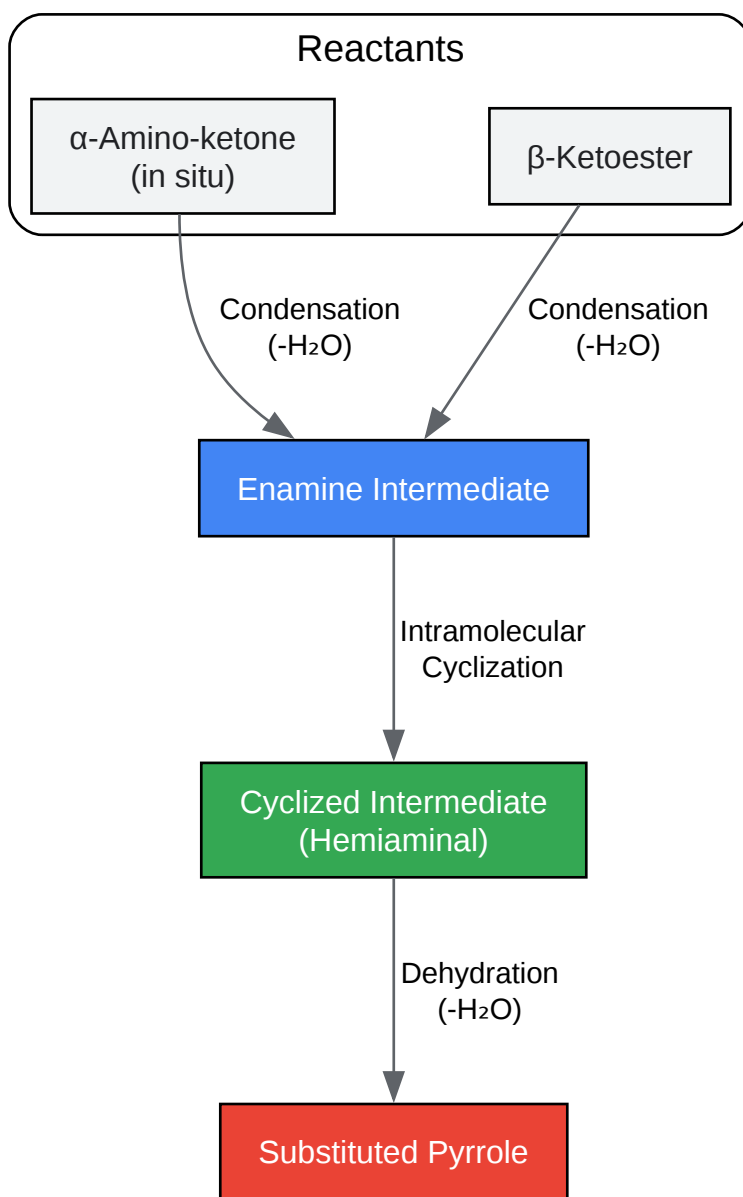 Reactants
α-Amino-ketone
(in situ)
β-Ketoester
Condensation
(-H₂O)
Condensation
(-H₂O)
Enamine Intermediate
Intramolecular
Cyclization
Cyclized Intermediate
(Hemiaminal)
Dehydration
(-H₂O)
Substituted Pyrrole